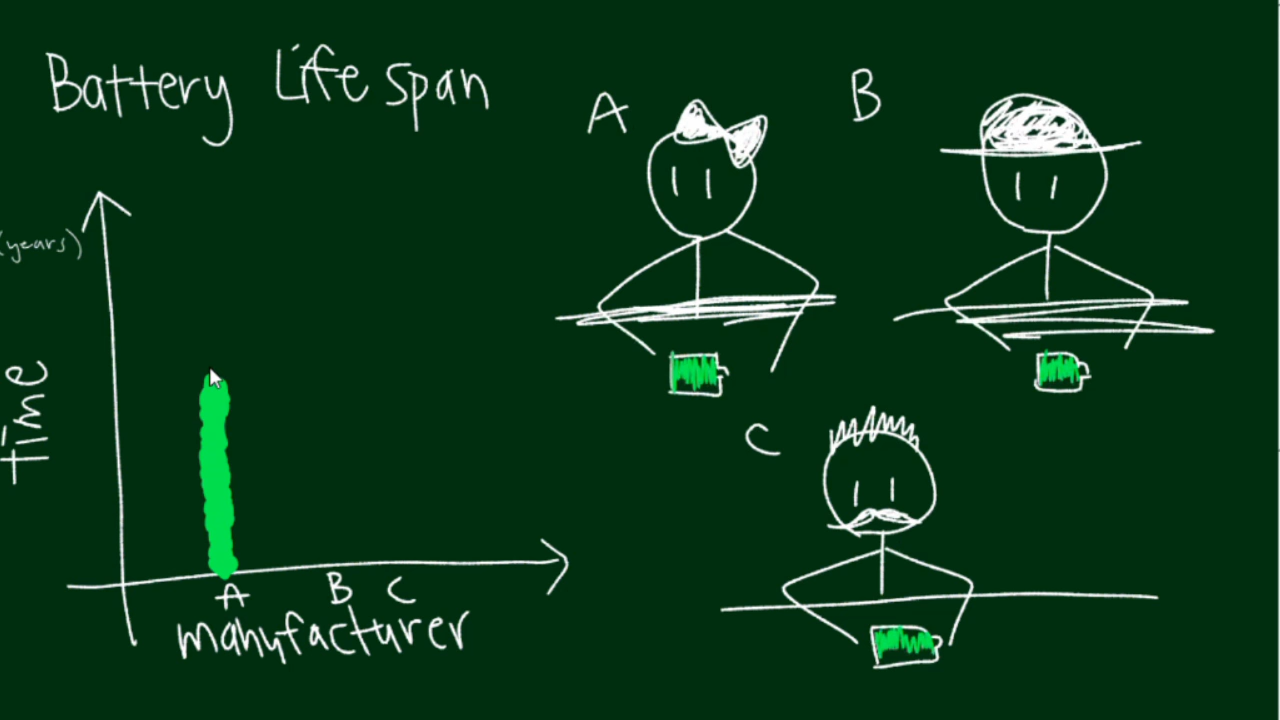 Battery Life span
A
B
(years)
Time
C
A B C
manufacturer